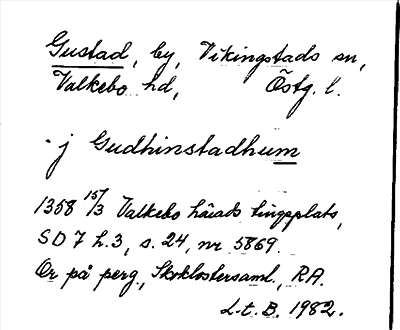 Gustad, by, Vikingstads sn,
Valkebo hd, Östg. l.
j Gudhinstadhum
1358 15/3 Valkebo härads tingsplats,
SD 7 h. 3, s. 24, nr 5869.
Or på perg., Skoklostersaml., RA.
L.t.B. 1982.